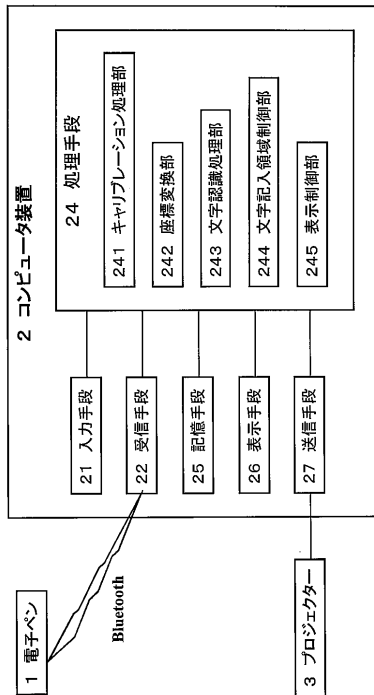 2 コンピュータ装置
24 処理手段
241 キャリブレーション処理部
242 座標変換部
243 文字認識処理部
244 文字記入領域制御部
245 表示制御部
21 入力手段
22 受信手段
25 記憶手段
26 表示手段
27 送信手段
1 電子ペン
Bluetooth
3 プロジェクター